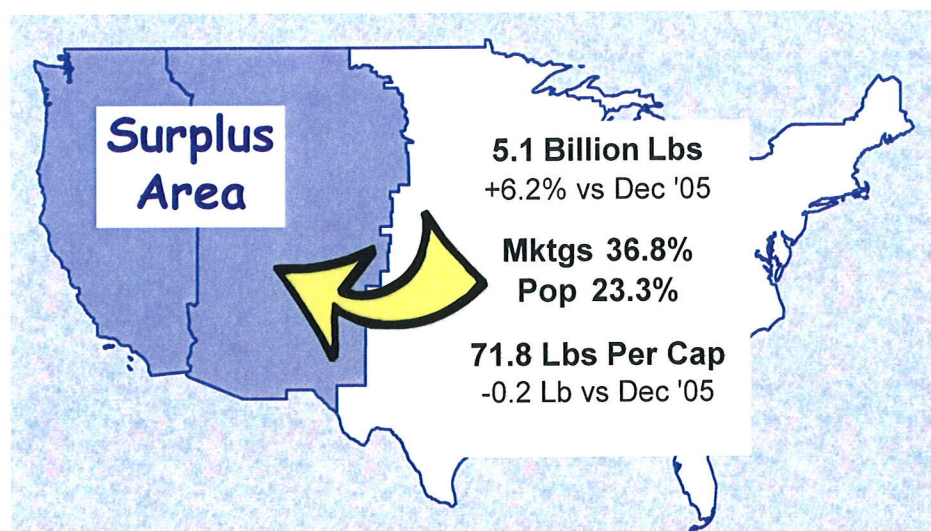 Surplus
Area
5.1 Billion Lbs
+6.2% vs Dec '05
Mktgs 36.8%
Pop 23.3%
71.8 Lbs Per Cap
-0.2 Lb vs Dec '05